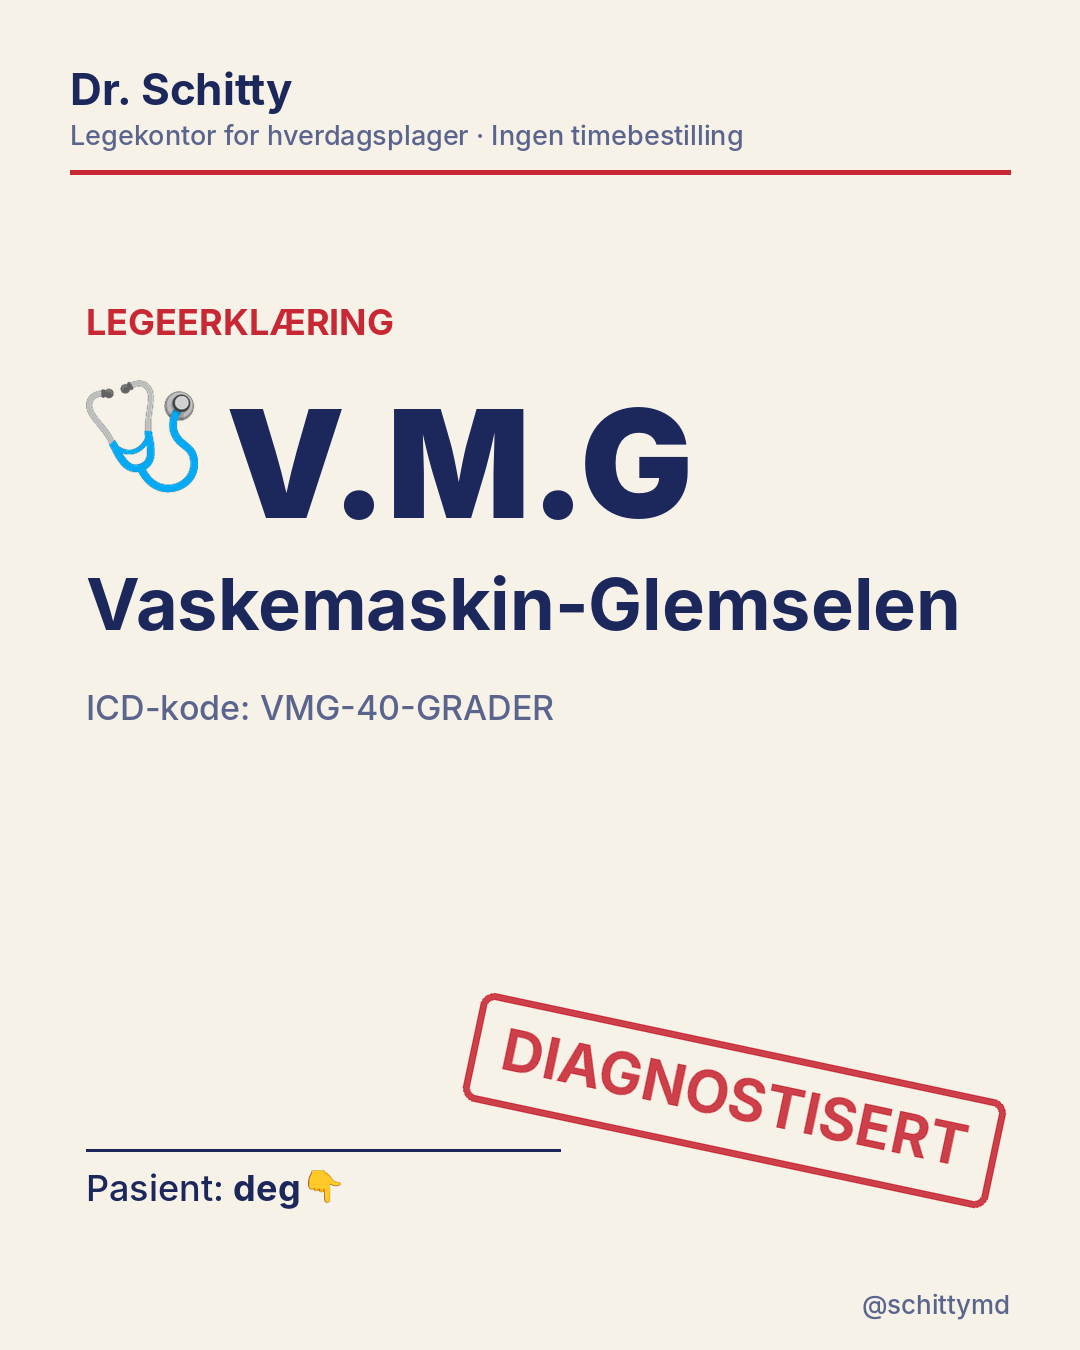 Dr. Schitty
Legekontor for hverdagsplager · Ingen timebestilling
LEGEERKLÆRING
V.M.G
Vaskemaskin-Glemselen
ICD-kode: VMG-40-GRADER
DIAGNOSTISERT
Pasient: deg👇
@schittymd